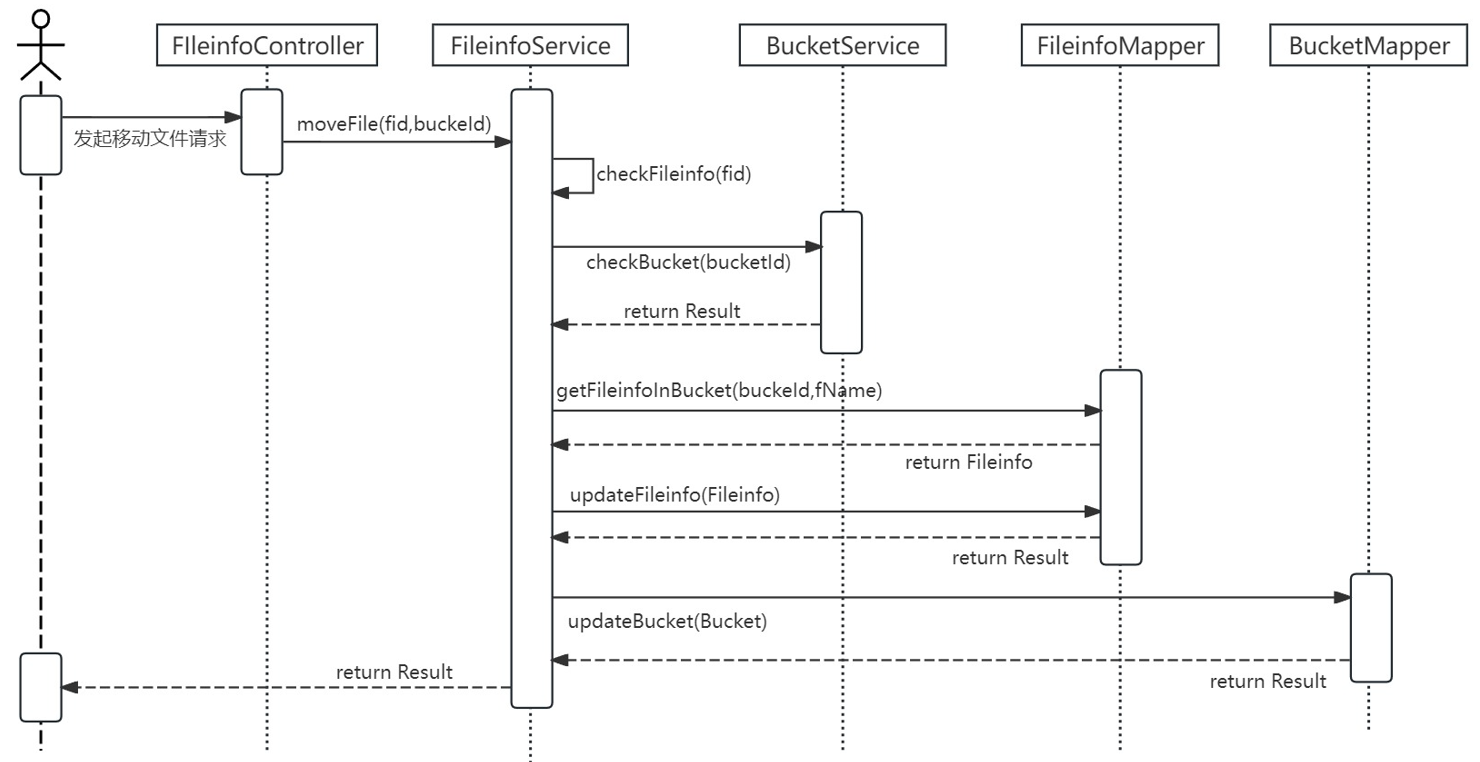 FIleinfoController
FileinfoService
BucketService
FileinfoMapper
BucketMapper
发起移动文件请求
moveFile(fid,buckeId)
checkFileinfo(fid)
checkBucket(bucketId)
return Result
getFileinfoInBucket(buckeId,fName)
return Fileinfo
updateFileinfo(Fileinfo)
return Result
updateBucket(Bucket)
return Result
return Result